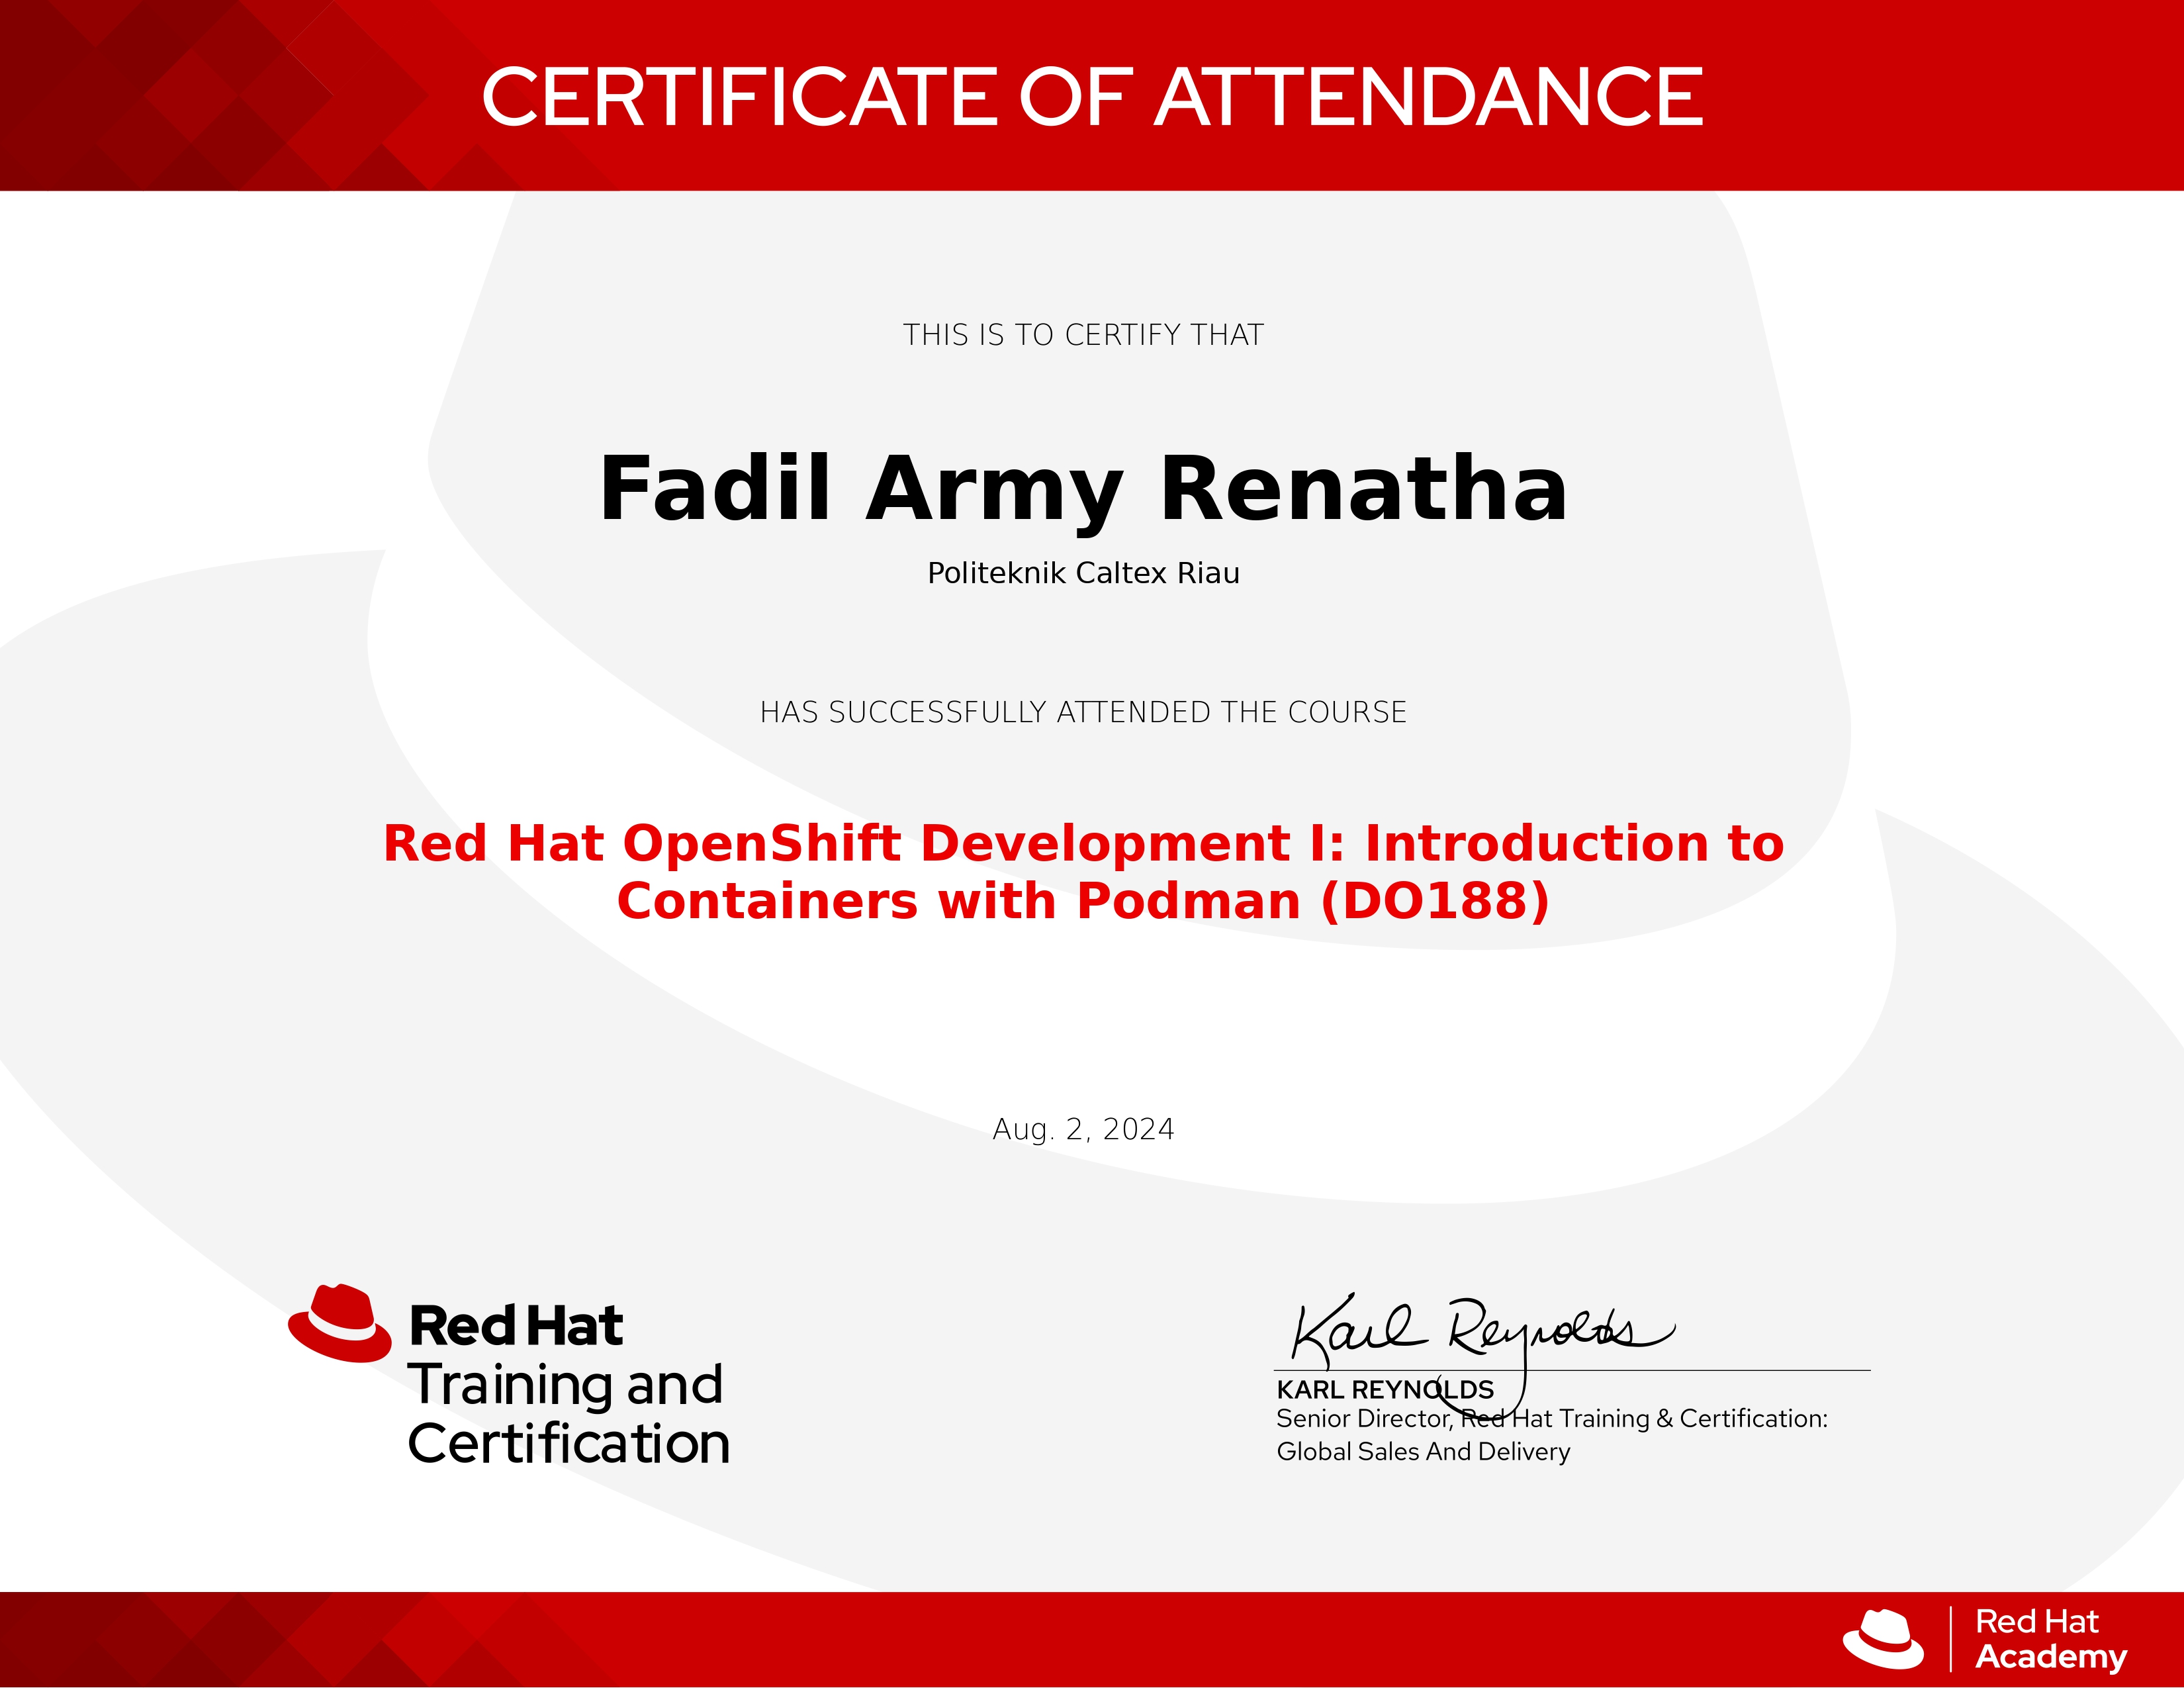 CERTIFICATE OF ATTENDANCE
THIS IS TO CERTIFY THAT
Fadil Army Renatha
Politeknik Caltex Riau
HAS SUCCESSFULLY ATTENDED THE COURSE
Red Hat OpenShift Development I: Introduction to
Containers with Podman (DO188)
Aug. 2, 2024
Red Hat
Training and
Certification
Karl Reynolds
KARL REYNOLDS
Senior Director, Red Hat Training & Certification:
Global Sales And Delivery
Red Hat
Academy